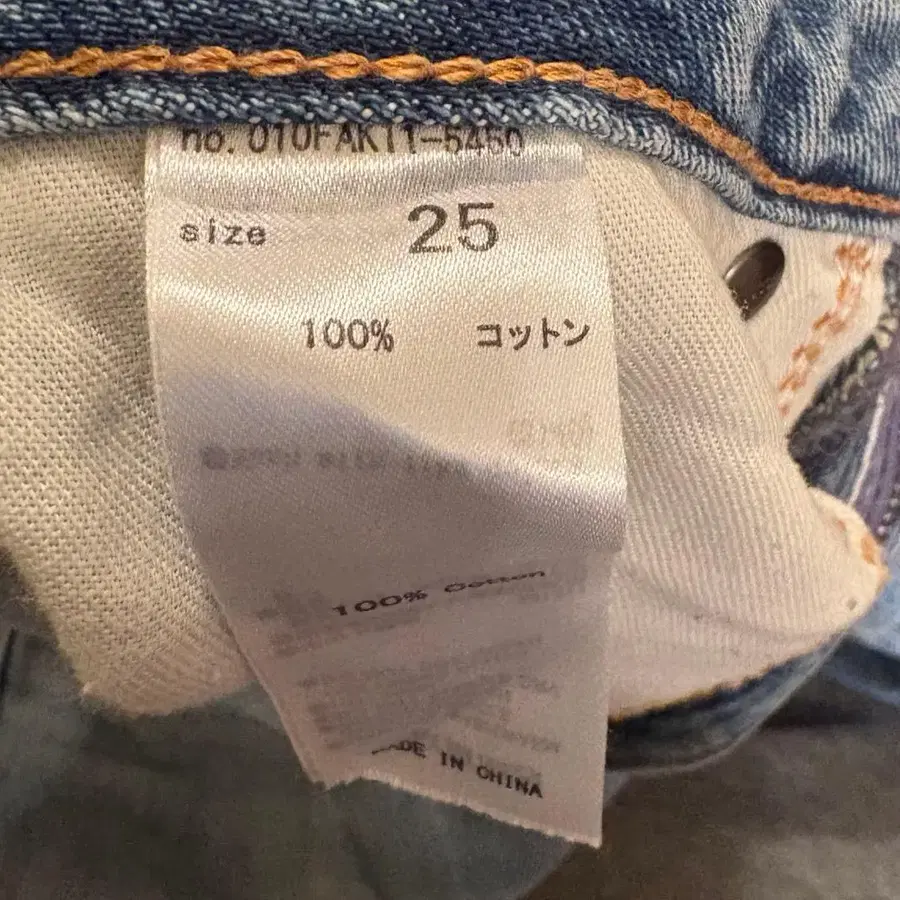 no. 010FAK11-5450
size 25
100% コットン
100% Cotton
MADE IN CHINA